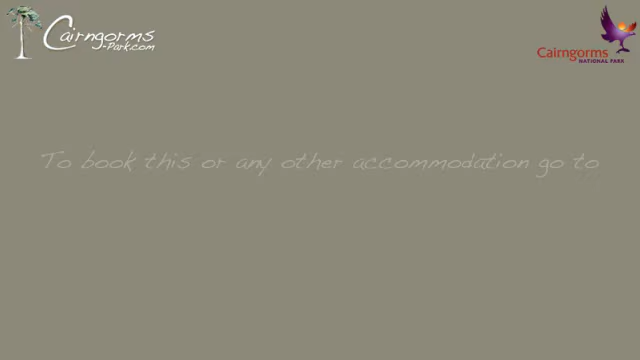 Cairngorms
-Park.com
Cairngorms
NATIONAL PARK
To book this or any other accommodation go to